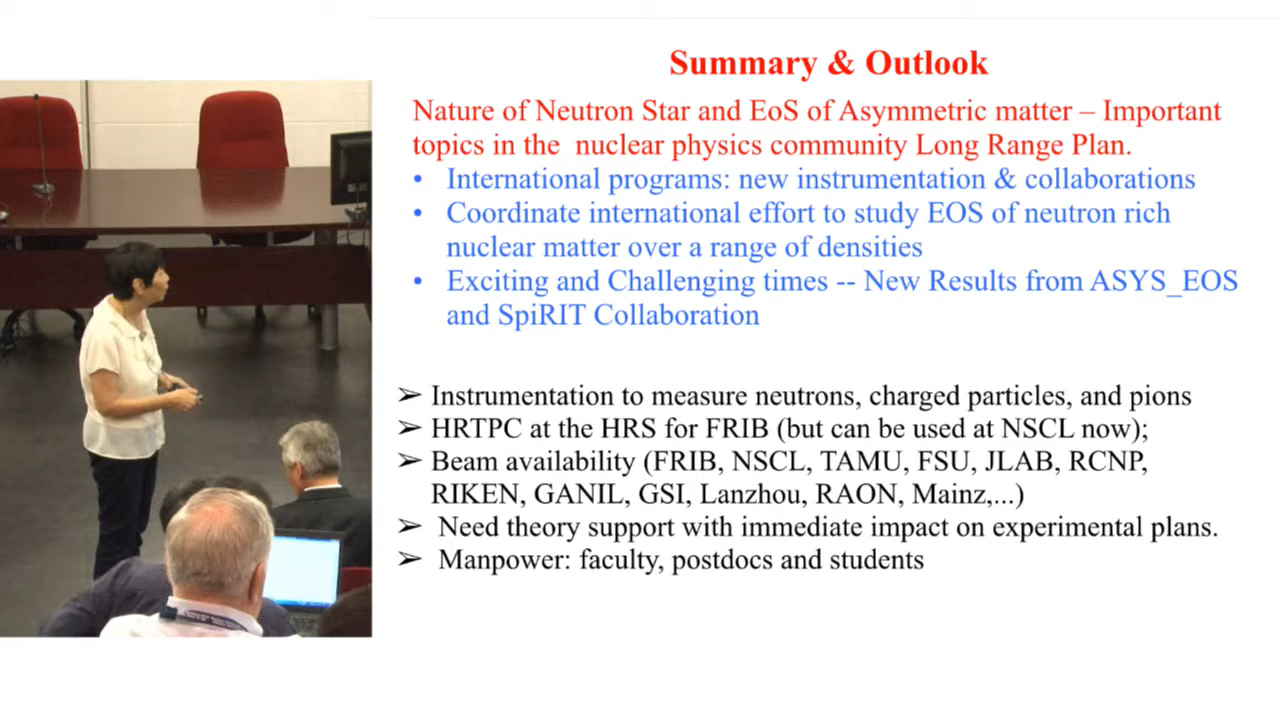 Summary & Outlook
Nature of Neutron Star and EoS of Asymmetric matter – Important
topics in the nuclear physics community Long Range Plan.
• International programs: new instrumentation & collaborations
• Coordinate international effort to study EOS of neutron rich
nuclear matter over a range of densities
• Exciting and Challenging times -- New Results from ASYS_EOS
and SpiRIT Collaboration
➢ Instrumentation to measure neutrons, charged particles, and pions
➢ HRTPC at the HRS for FRIB (but can be used at NSCL now);
➢ Beam availability (FRIB, NSCL, TAMU, FSU, JLAB, RCNP,
RIKEN, GANIL, GSI, Lanzhou, RAON, Mainz,...)
➢ Need theory support with immediate impact on experimental plans.
➢ Manpower: faculty, postdocs and students